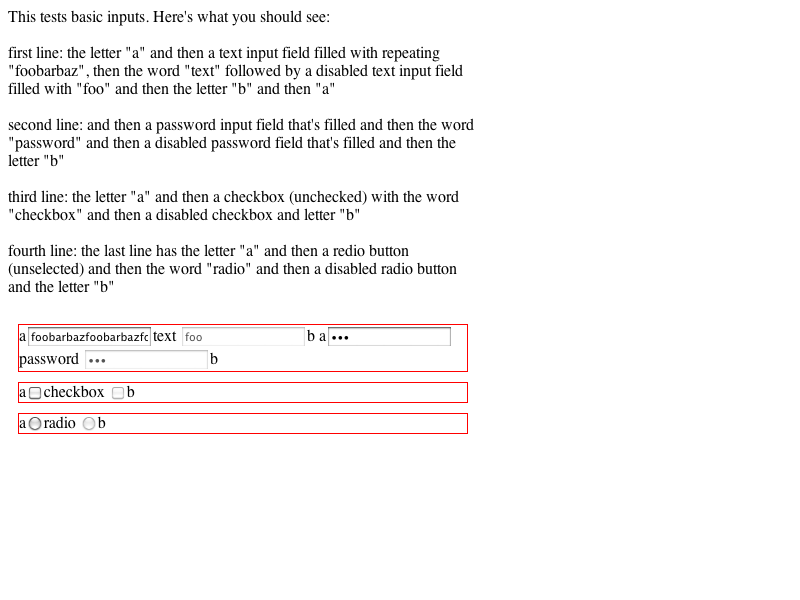 This tests basic inputs. Here's what you should see:
first line: the letter "a" and then a text input field filled with repeating
"foobarbaz", then the word "text" followed by a disabled text input field
filled with "foo" and then the letter "b" and then "a"
second line: and then a password input field that's filled and then the word
"password" and then a disabled password field that's filled and then the
letter "b"
third line: the letter "a" and then a checkbox (unchecked) with the word
"checkbox" and then a disabled checkbox and letter "b"
fourth line: the last line has the letter "a" and then a redio button
(unselected) and then the word "radio" and then a disabled radio button
and the letter "b"
a foobarbazfoobarbazfc text foo b a •••
password ••• b
a checkbox b
a radio b